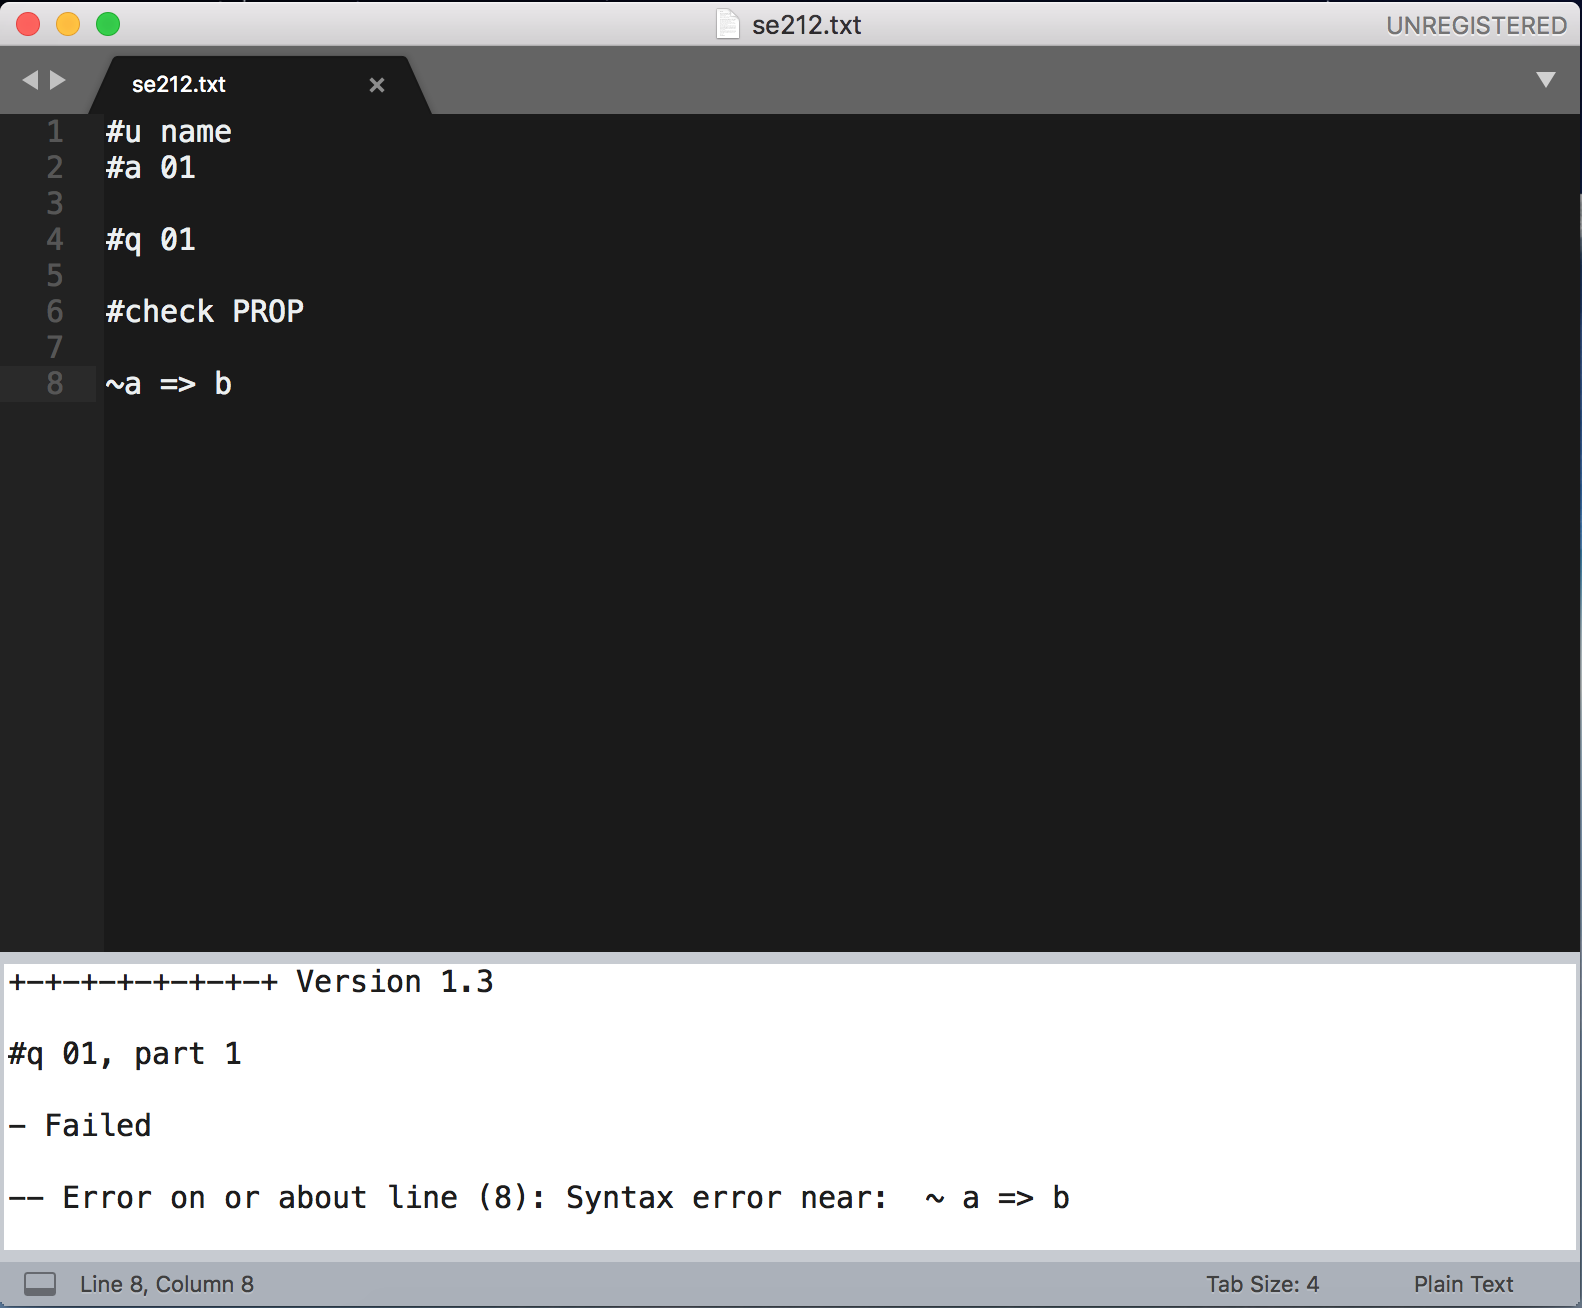 se212.txt
UNREGISTERED
se212.txt
1 #u name
2 #a 01
3
4 #q 01
5
6 #check PROP
7
8 ~a => b
+-+-+-+-+-+-+-+ Version 1.3
#q 01, part 1
- Failed
-- Error on or about line (8): Syntax error near:  ~ a => b
Line 8, Column 8
Tab Size: 4
Plain Text